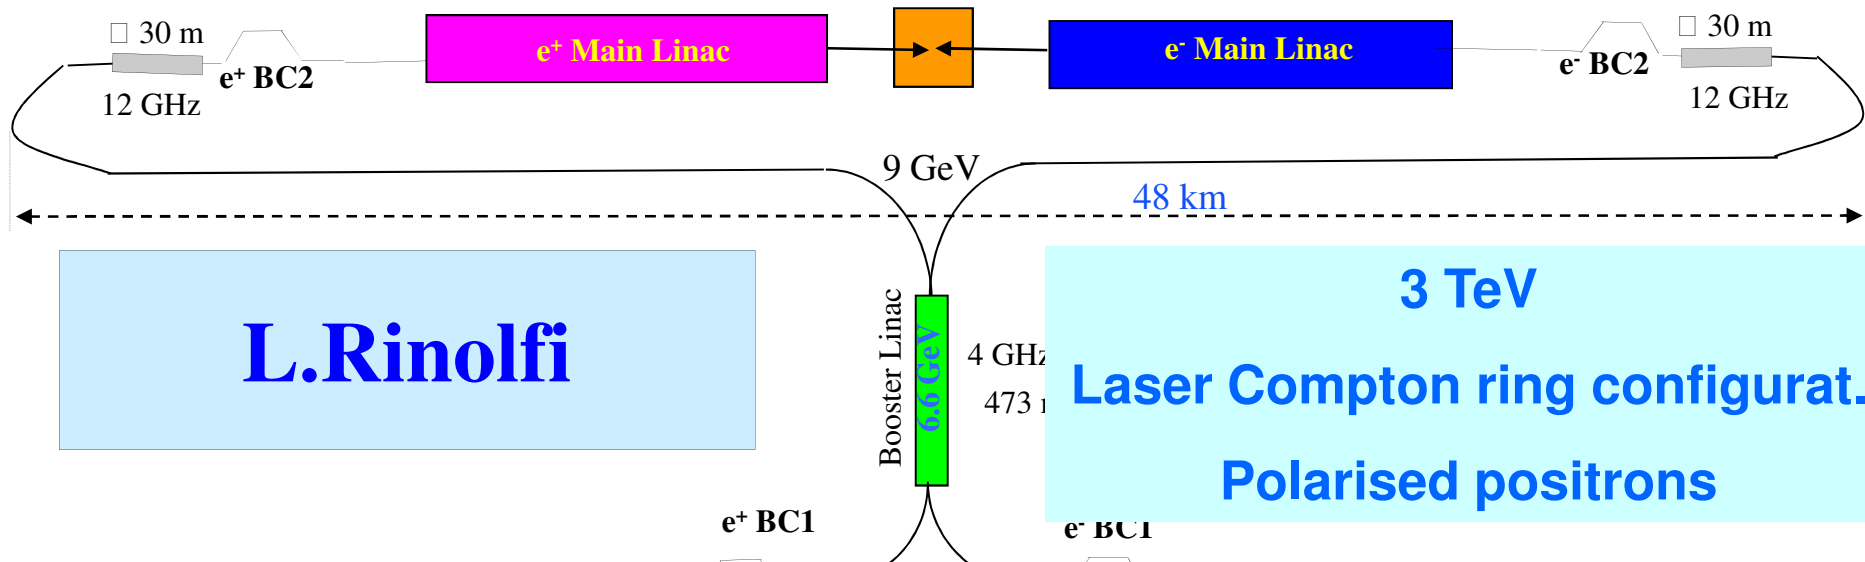 □ 30 m
e⁺ Main Linac
e⁻ Main Linac
□ 30 m
e⁺ BC2
e⁻ BC2
12 GHz
12 GHz
9 GeV
48 km
L.Rinolfi
Booster Linac
6.6 GeV
4 GHz
473
3 TeV
Laser Compton ring configurat.
Polarised positrons
e⁺ BC1
e⁻ BC1